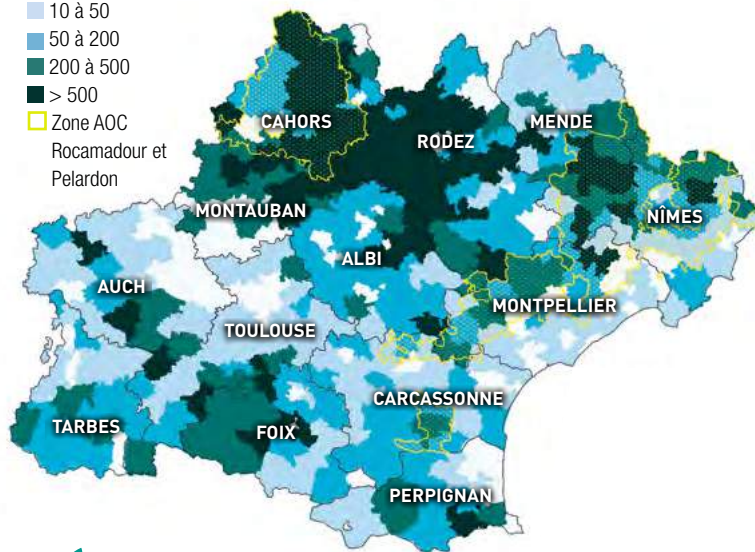 10 à 50
50 à 200
200 à 500
> 500
Zone AOC
Rocamadour et
Pelardon
CAHORS
RODEZ
MENDE
MONTAUBAN
NÎMES
ALBI
AUCH
MONTPELLIER
TOULOUSE
CARCASSONNE
TARBES
FOIX
PERPIGNAN